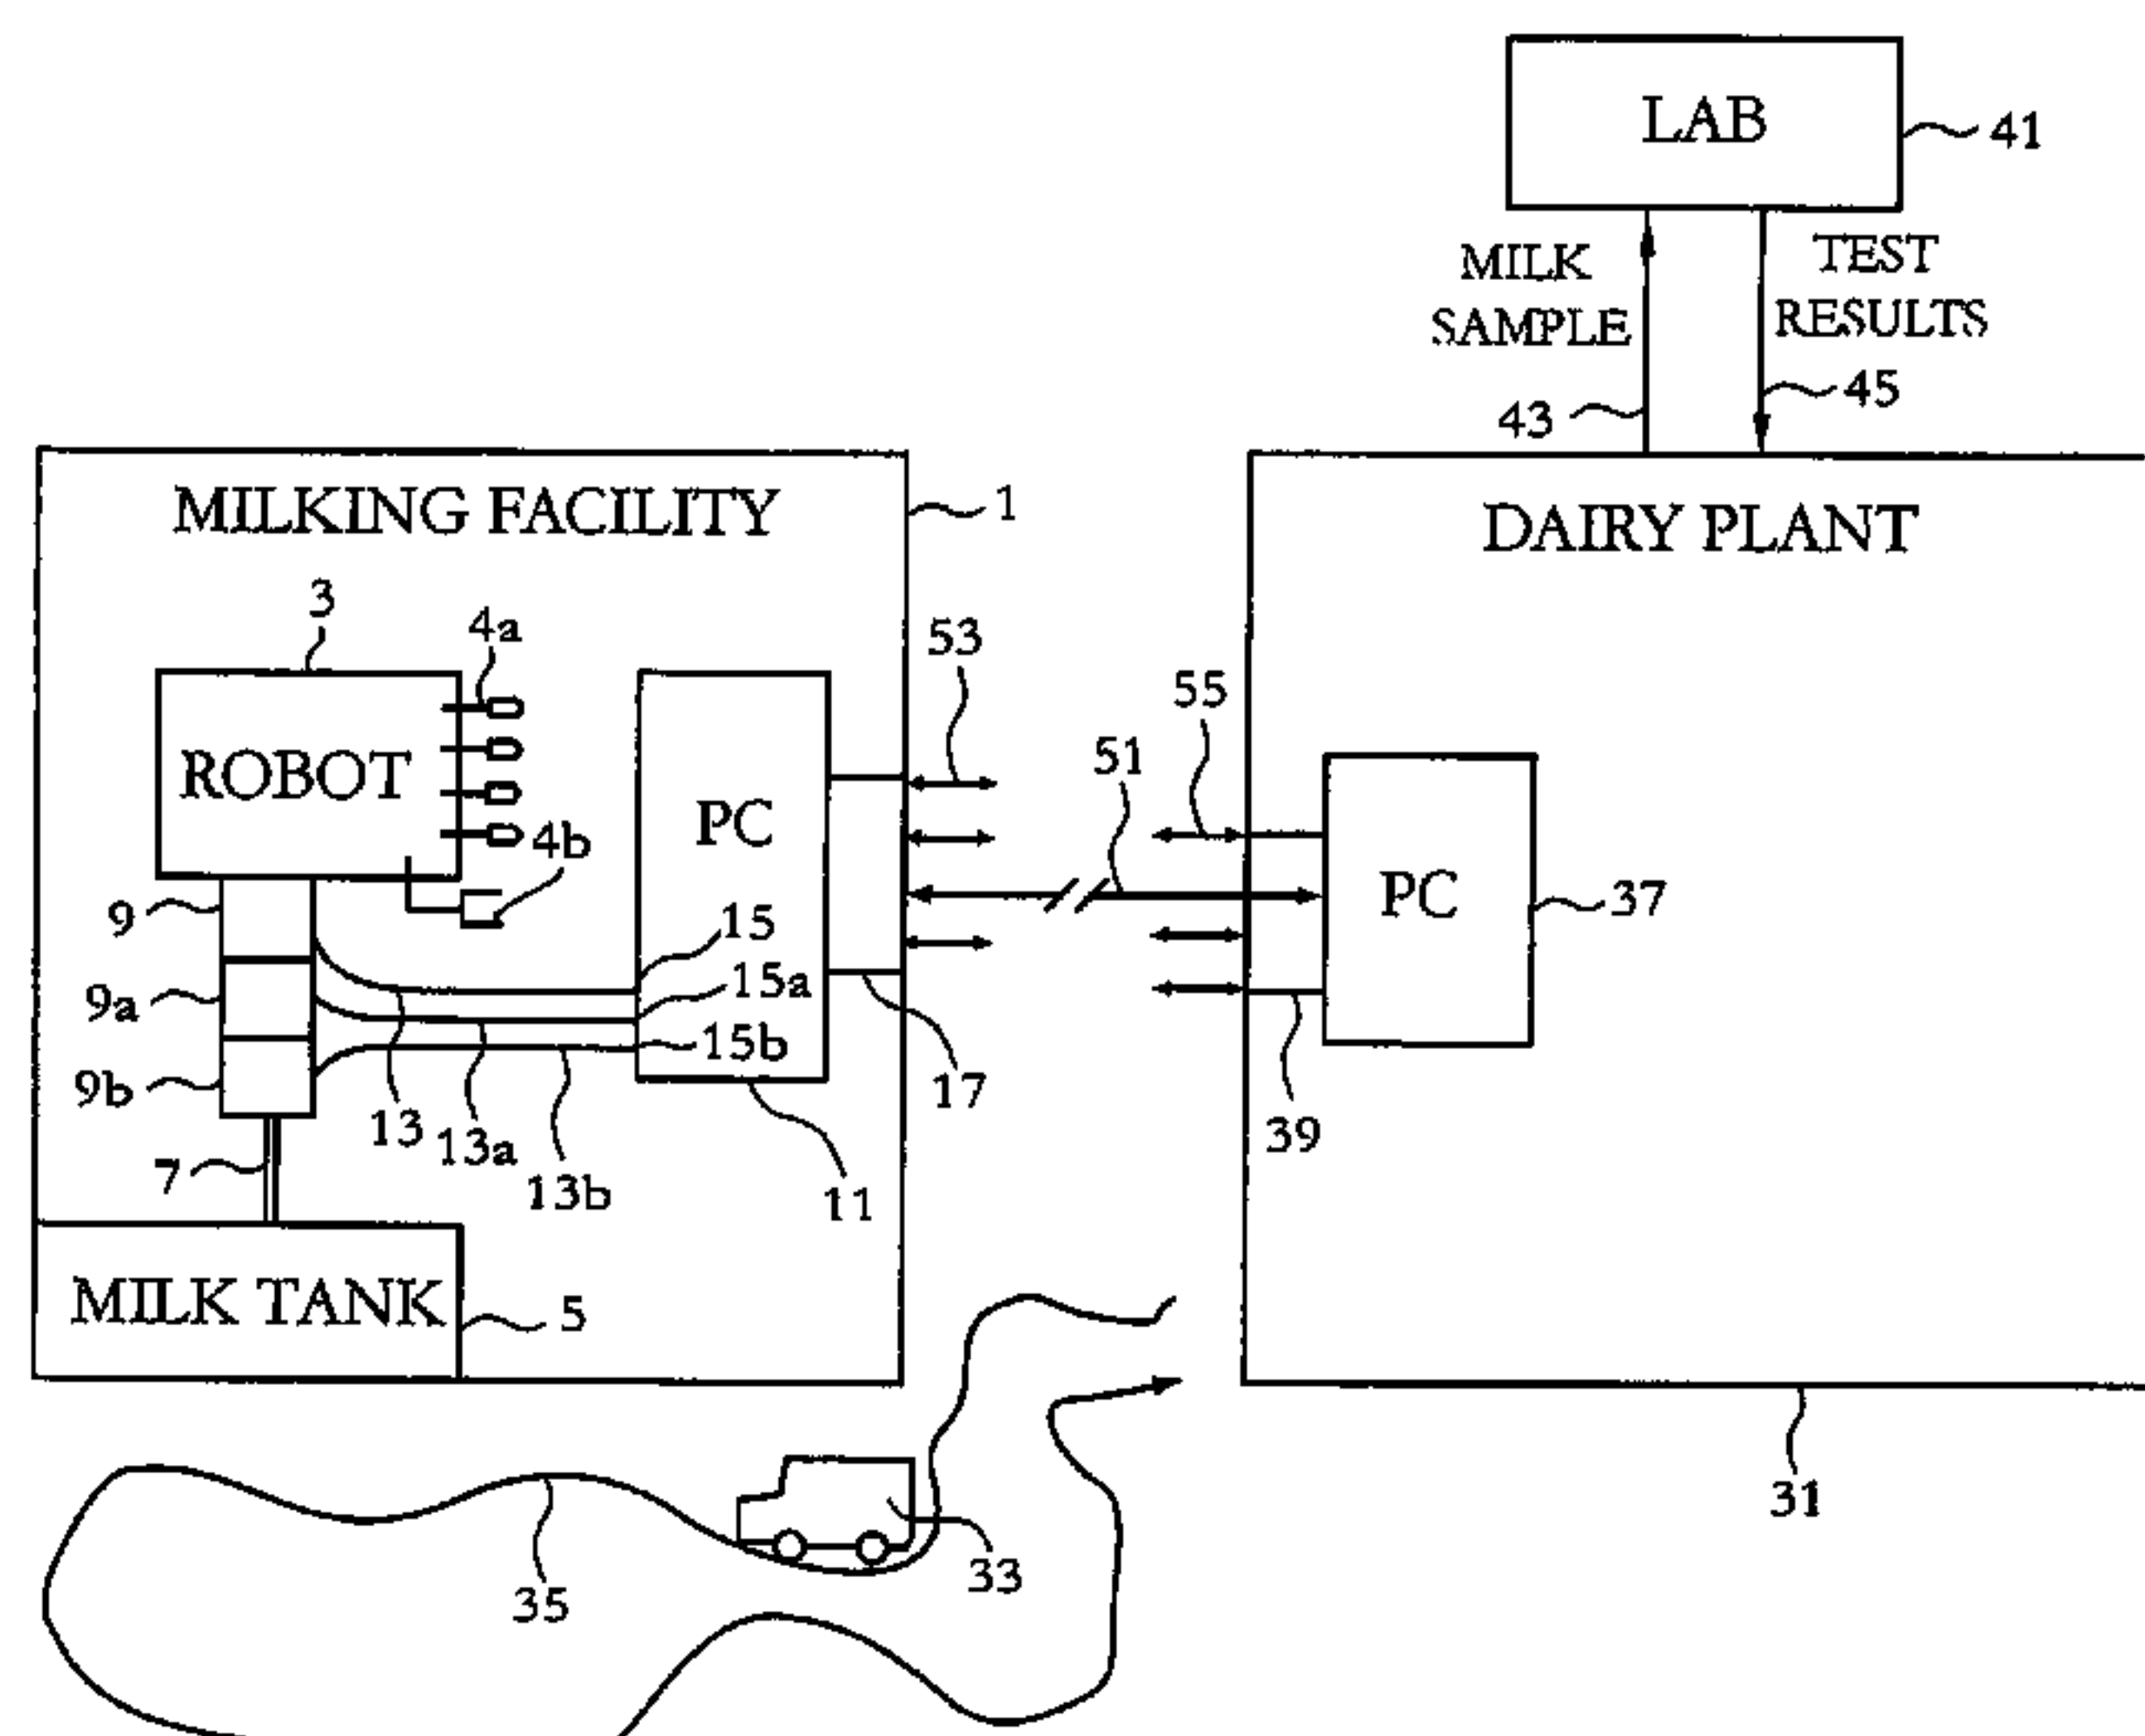 LAB
41
MILK
SAMPLE
TEST
RESULTS
43
45
MILKING FACILITY
1
DAIRY PLANT
3
4a
53
55
51
ROBOT
PC
4b
PC
37
9
15
9a
15a
15b
9b
17
13
13a
39
7
13b
11
MILK TANK
5
31
35
33